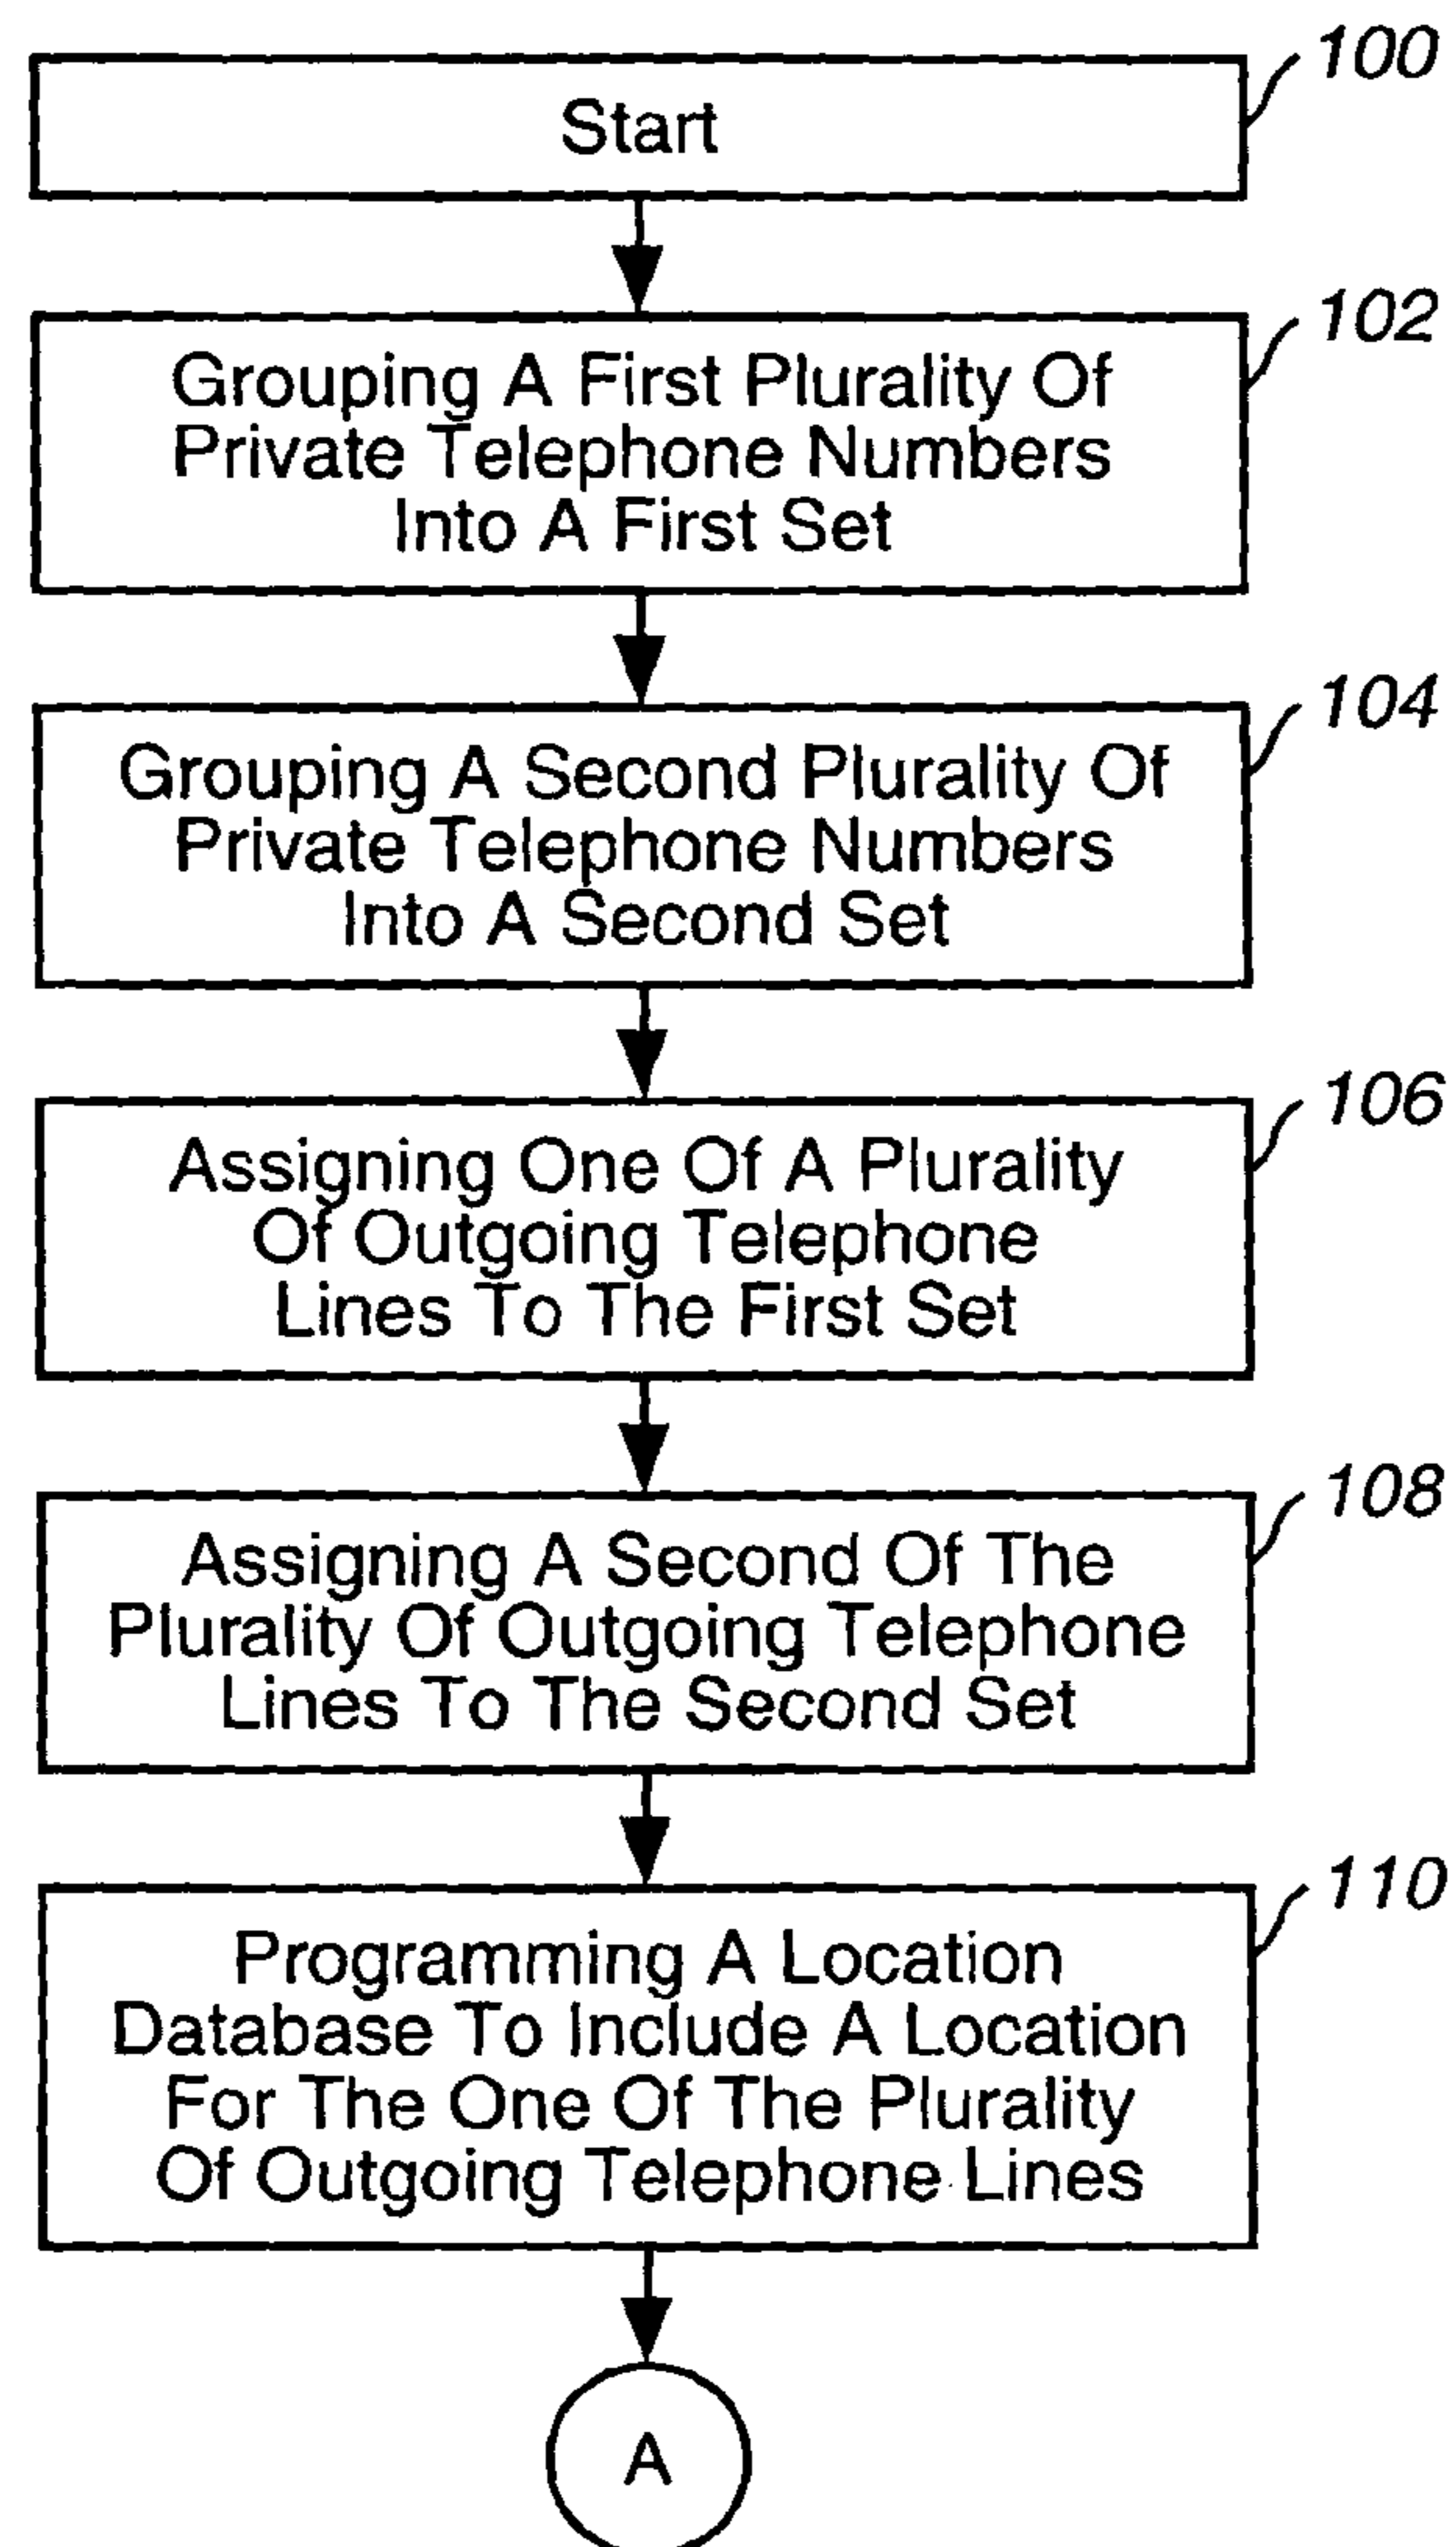 100
Start
102
Grouping A First Plurality Of
Private Telephone Numbers
Into A First Set
104
Grouping A Second Plurality Of
Private Telephone Numbers
Into A Second Set
106
Assigning One Of A Plurality
Of Outgoing Telephone
Lines To The First Set
108
Assigning A Second Of The
Plurality Of Outgoing Telephone
Lines To The Second Set
110
Programming A Location
Database To Include A Location
For The One Of The Plurality
Of Outgoing Telephone Lines
A